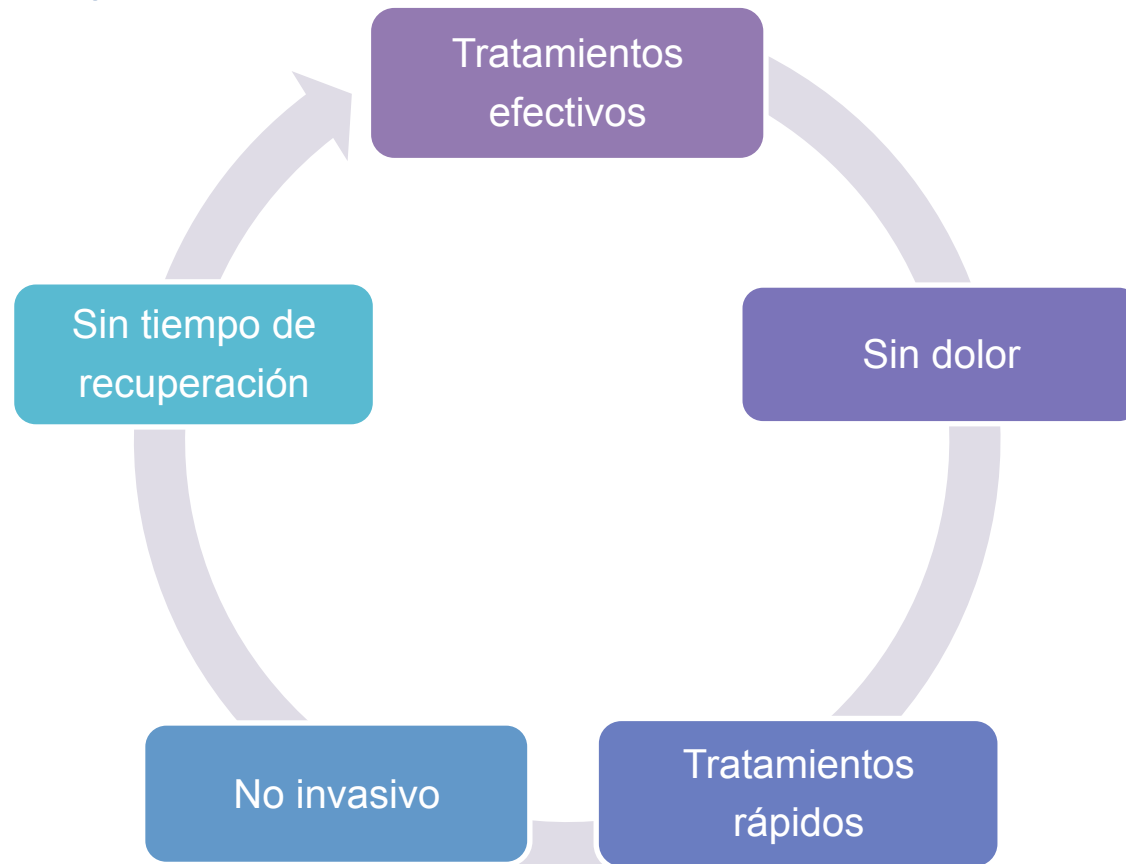 Tratamientos
efectivos
Sin dolor
Tratamientos
rápidos
No invasivo
Sin tiempo de
recuperación